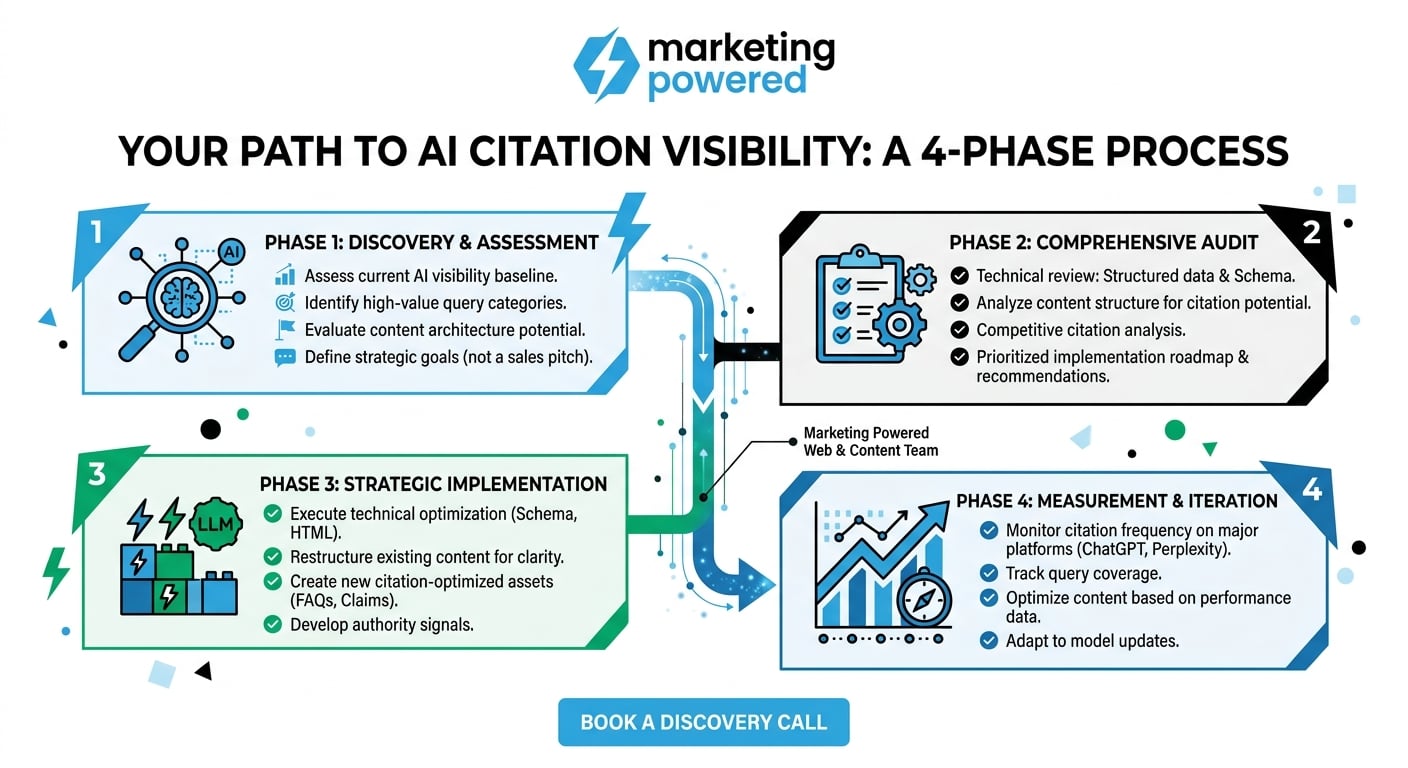 marketing
powered
YOUR PATH TO AI CITATION VISIBILITY: A 4-PHASE PROCESS
1
AI
PHASE 1: DISCOVERY & ASSESSMENT
Assess current AI visibility baseline.
Identify high-value query categories.
Evaluate content architecture potential.
Define strategic goals (not a sales pitch).
2
PHASE 2: COMPREHENSIVE AUDIT
Technical review: Structured data & Schema.
Analyze content structure for citation potential.
Competitive citation analysis.
Prioritized implementation roadmap &
recommendations.
Marketing Powered
Web & Content Team
3
LLM
PHASE 3: STRATEGIC IMPLEMENTATION
Execute technical optimization (Schema,
HTML).
Restructure existing content for clarity.
Create new citation-optimized assets
(FAQs, Claims).
Develop authority signals.
4
PHASE 4: MEASUREMENT & ITERATION
Monitor citation frequency on major
platforms (ChatGPT, Perplexity).
Track query coverage.
Optimize content based on performance
data.
Adapt to model updates.
BOOK A DISCOVERY CALL